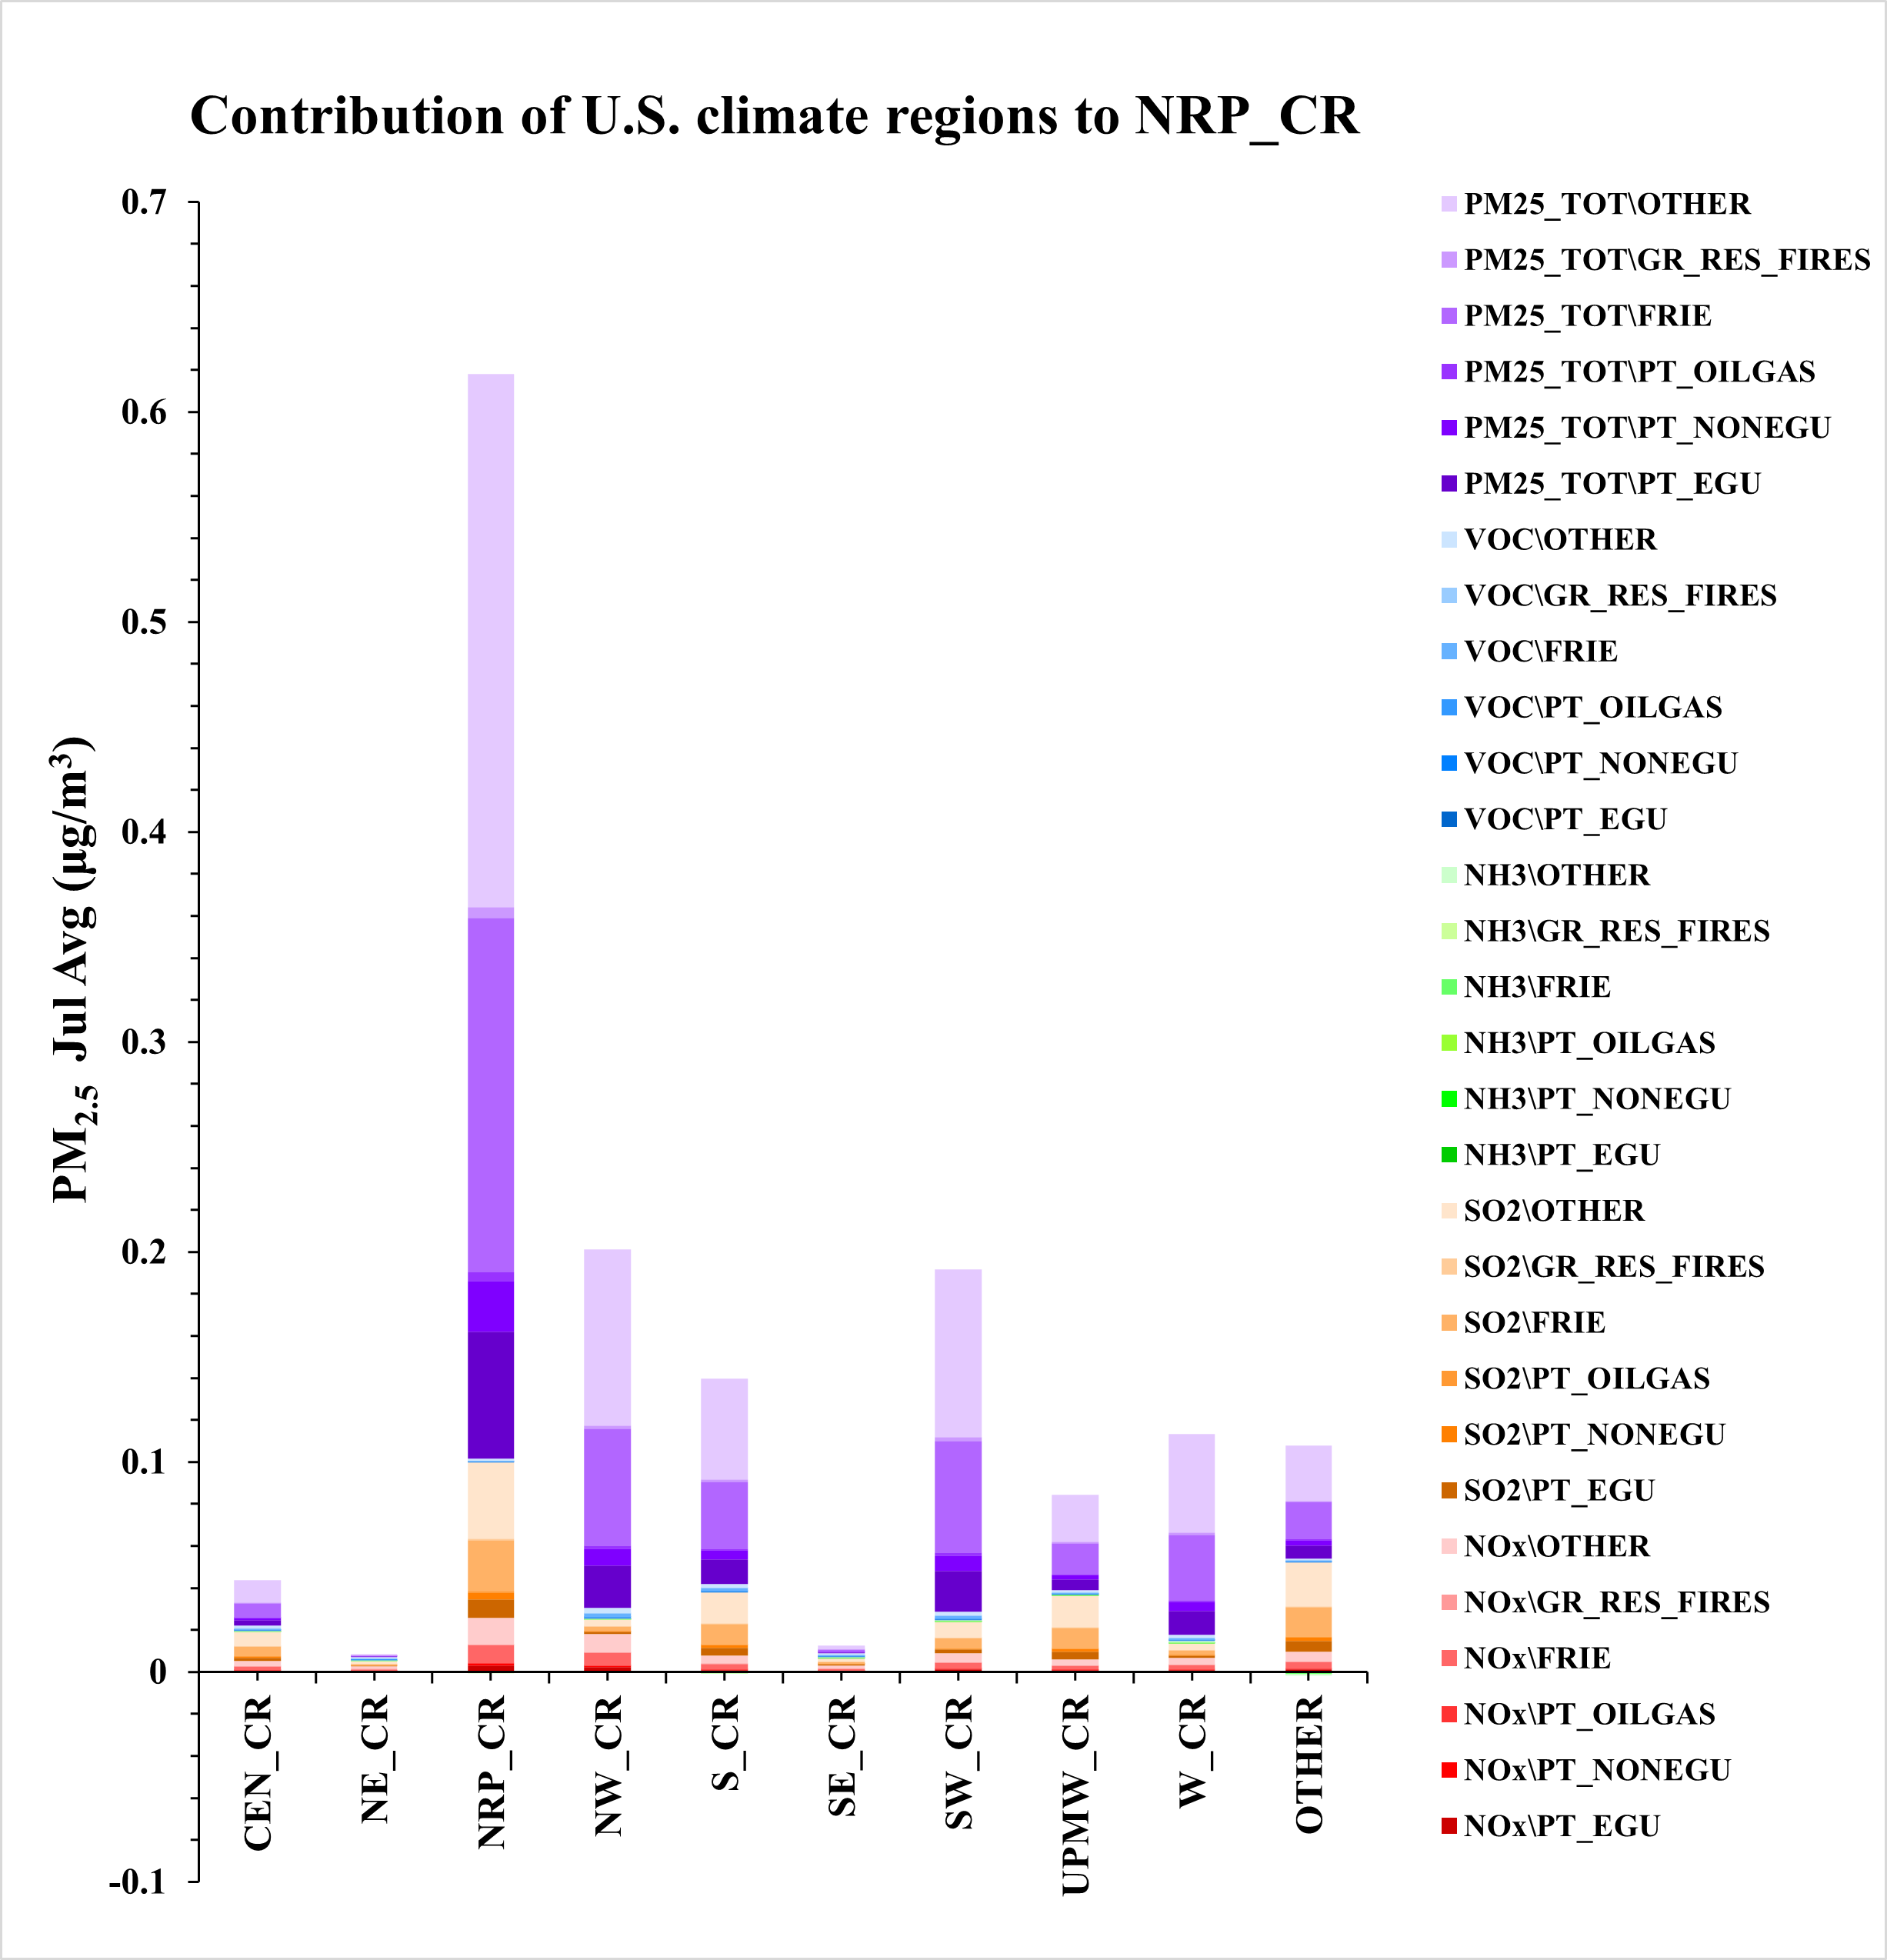 Contribution of U.S. climate regions to NRP_CR
PM2.5 Jul Avg (µg/m³)
0.7
0.6
0.5
0.4
0.3
0.2
0.1
0
-0.1
CEN_CR
NE_CR
NRP_CR
NW_CR
S_CR
SE_CR
SW_CR
UPMW_CR
W_CR
OTHER
PM25_TOT\OTHER
PM25_TOT\GR_RES_FIRES
PM25_TOT\FRIE
PM25_TOT\PT_OILGAS
PM25_TOT\PT_NONEGU
PM25_TOT\PT_EGU
VOC\OTHER
VOC\GR_RES_FIRES
VOC\FRIE
VOC\PT_OILGAS
VOC\PT_NONEGU
VOC\PT_EGU
NH3\OTHER
NH3\GR_RES_FIRES
NH3\FRIE
NH3\PT_OILGAS
NH3\PT_NONEGU
NH3\PT_EGU
SO2\OTHER
SO2\GR_RES_FIRES
SO2\FRIE
SO2\PT_OILGAS
SO2\PT_NONEGU
SO2\PT_EGU
NOx\OTHER
NOx\GR_RES_FIRES
NOx\FRIE
NOx\PT_OILGAS
NOx\PT_NONEGU
NOx\PT_EGU